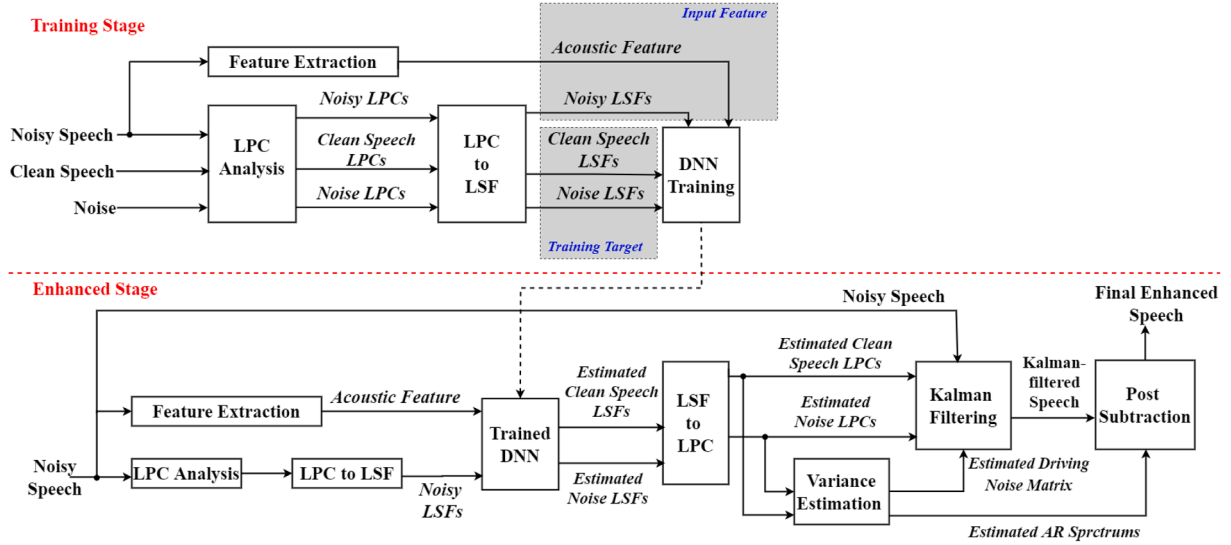 Training Stage
Input Feature
Acoustic Feature
Feature Extraction
Noisy LPCs
Noisy LSFs
Noisy Speech
Clean Speech
Noise
LPC
Analysis
Clean Speech
LPCs
Noise LPCs
LPC
to
LSF
Clean Speech
LSFs
Noise LSFs
Training Target
DNN
Training
Enhanced Stage
Noisy Speech
Final Enhanced
Speech
Estimated Clean
Speech LPCs
Estimated
Clean Speech
LSFs
Acoustic Feature
Feature Extraction
Trained
DNN
LSF
to
LPC
Estimated
Noise LPCs
Kalman
Filtering
Kalman-
filtered
Speech
Post
Subtraction
Noisy
Speech
LPC Analysis
LPC to LSF
Noisy
LSFs
Estimated
Noise LSFs
Variance
Estimation
Estimated Driving
Noise Matrix
Estimated AR Sprctrums